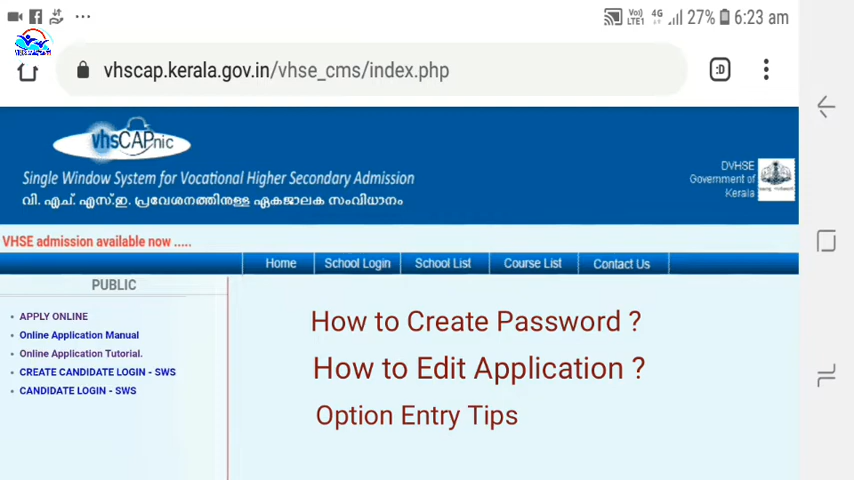 Vo))
LTE1
4G
27%
6:23 am
vhscap.kerala.gov.in/vhse_cms/index.php
:D
vhsCAPnic
Single Window System for Vocational Higher Secondary Admission
വി. എച്ച്. എസ്.ഇ. പ്രവേശനത്തിനുള്ള ഏകജാലക സംവിധാനം
DVHSE
Government of
Kerala
VHSE admission available now .....
Home
School Login
School List
Course List
Contact Us
PUBLIC
APPLY ONLINE
Online Application Manual
Online Application Tutorial.
CREATE CANDIDATE LOGIN - SWS
CANDIDATE LOGIN - SWS
How to Create Password ?
How to Edit Application ?
Option Entry Tips